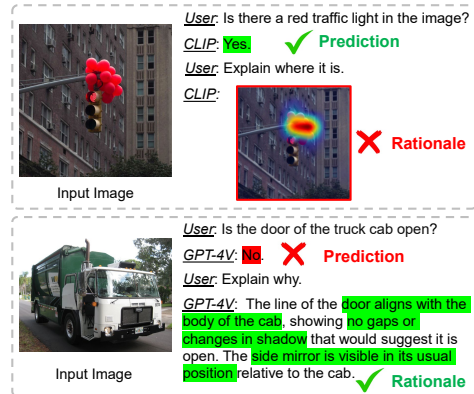 User: Is there a red traffic light in the image?
CLIP: Yes. Prediction
User: Explain where it is.
CLIP:
Rationale
Input Image
User: Is the door of the truck cab open?
GPT-4V: No. Prediction
User: Explain why.
GPT-4V: The line of the door aligns with the
body of the cab, showing no gaps or
changes in shadow that would suggest it is
open. The side mirror is visible in its usual
position relative to the cab.
Rationale
Input Image